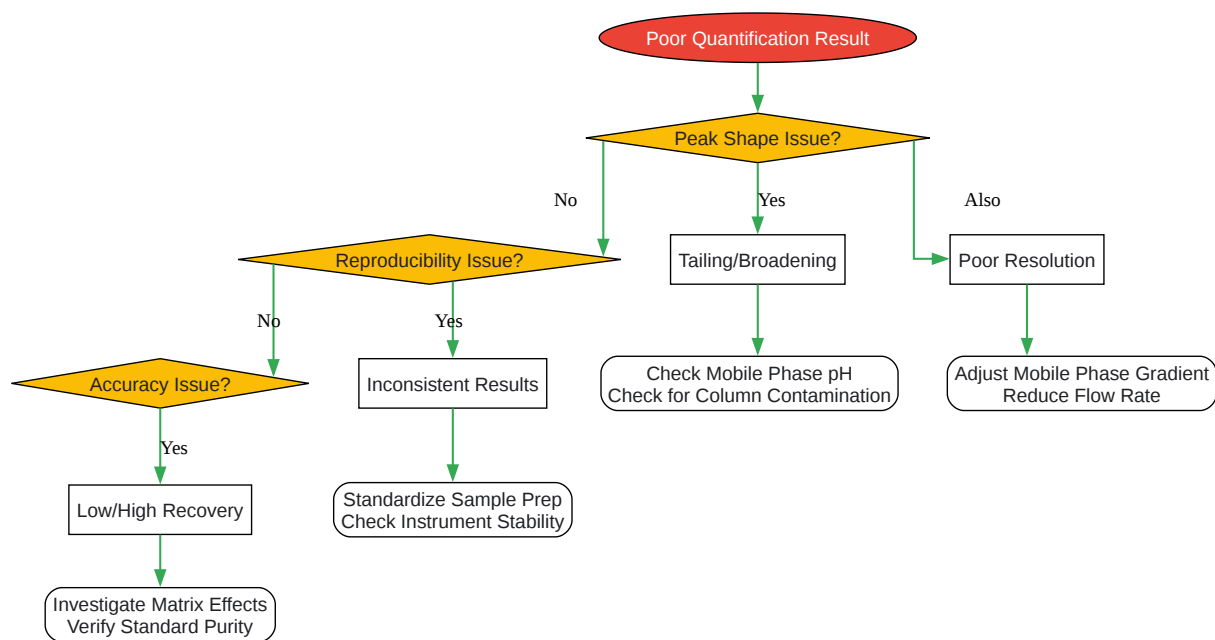 Poor Quantification Result
Peak Shape Issue?
No
Yes
Also
Reproducibility Issue?
Tailing/Broadening
Poor Resolution
No
Yes
Accuracy Issue?
Inconsistent Results
Check Mobile Phase pH
Check for Column Contamination
Adjust Mobile Phase Gradient
Reduce Flow Rate
Yes
Low/High Recovery
Standardize Sample Prep
Check Instrument Stability
Investigate Matrix Effects
Verify Standard Purity